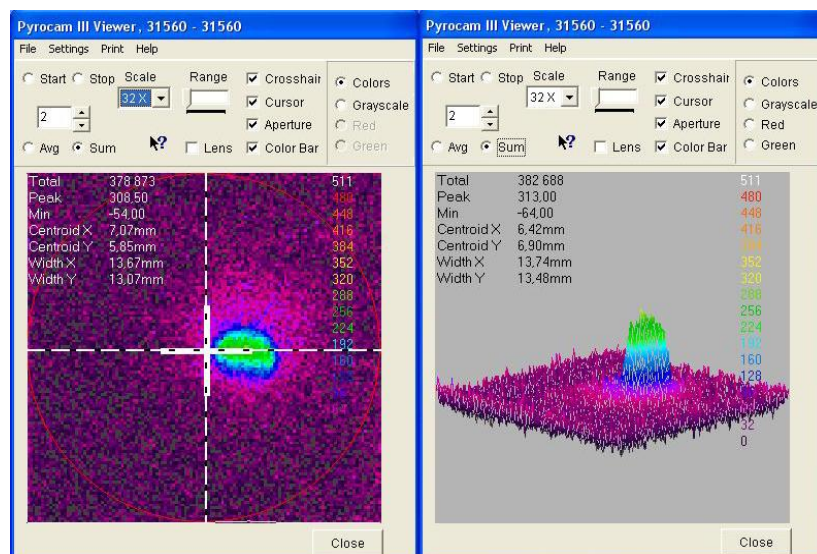 Pyrocam III Viewer, 31560 - 31560
File Settings Print Help
Start Stop Scale Range Crosshair Colors
32 X Cursor Grayscale
2 Aperture Red
Avg Sum Lens Color Bar Green
Total 378 873 511
Peak 308,50 480
Min -54,00 448
Centroid X 7,07mm 416
Centroid Y 5,85mm 384
Width X 13,67mm 352
Width Y 13,07mm 320
288
256
224
192
160
128
Close
Pyrocam III Viewer, 31560 - 31560
File Settings Print Help
Start Stop Scale Range Crosshair Colors
32 X Cursor Grayscale
2 Aperture Red
Avg Sum Lens Color Bar Green
Total 382 688 511
Peak 313,00 480
Min -64,00 448
Centroid X 6,42mm 416
Centroid Y 6,90mm 384
Width X 13,74mm 352
Width Y 13,48mm 320
288
256
224
192
160
128
32
0
Close